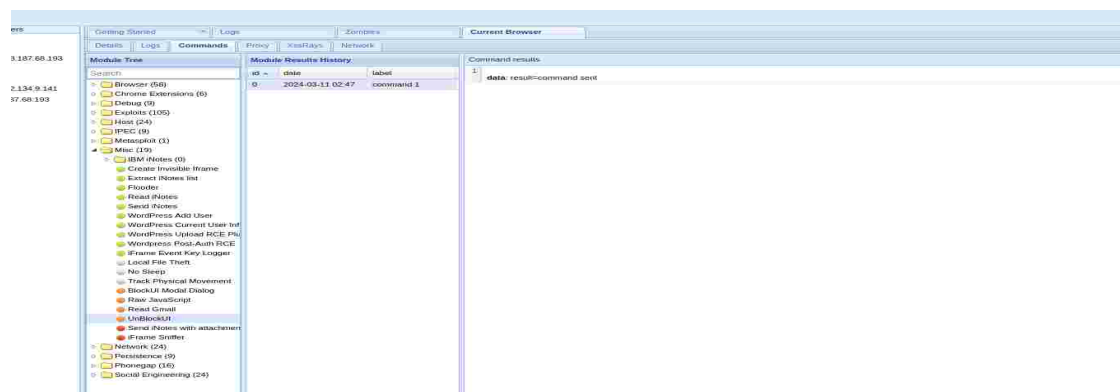 ers
Getting Started
Logs
Zombies
Current Browser
Details
Logs
Commands
Proxy
XssRays
Network
3.187.68.193
2.134.9.141
37.68.193
Module Tree
Search
Browser (58)
Chrome Extensions (6)
Debug (9)
Exploits (105)
Host (24)
IPEC (9)
Metasploit (1)
Misc (19)
IBM iNotes (0)
Create Invisible Iframe
Extract iNotes list
Flooder
Read iNotes
Send iNotes
WordPress Add User
WordPress Current User Inf
WordPress Upload RCE Plu
Wordpress Post-Auth RCE
iFrame Event Key Logger
Local File Theft
No Sleep
Track Physical Movement
BlockUI Modal Dialog
Raw JavaScript
Read Gmail
UnBlockUI
Send iNotes with attachmen
iFrame Sniffer
Network (24)
Persistence (9)
Phonegap (16)
Social Engineering (24)
Module Results History
id date label
0 2024-03-11 02:47 command 1
Command results
1 data: result=command sent